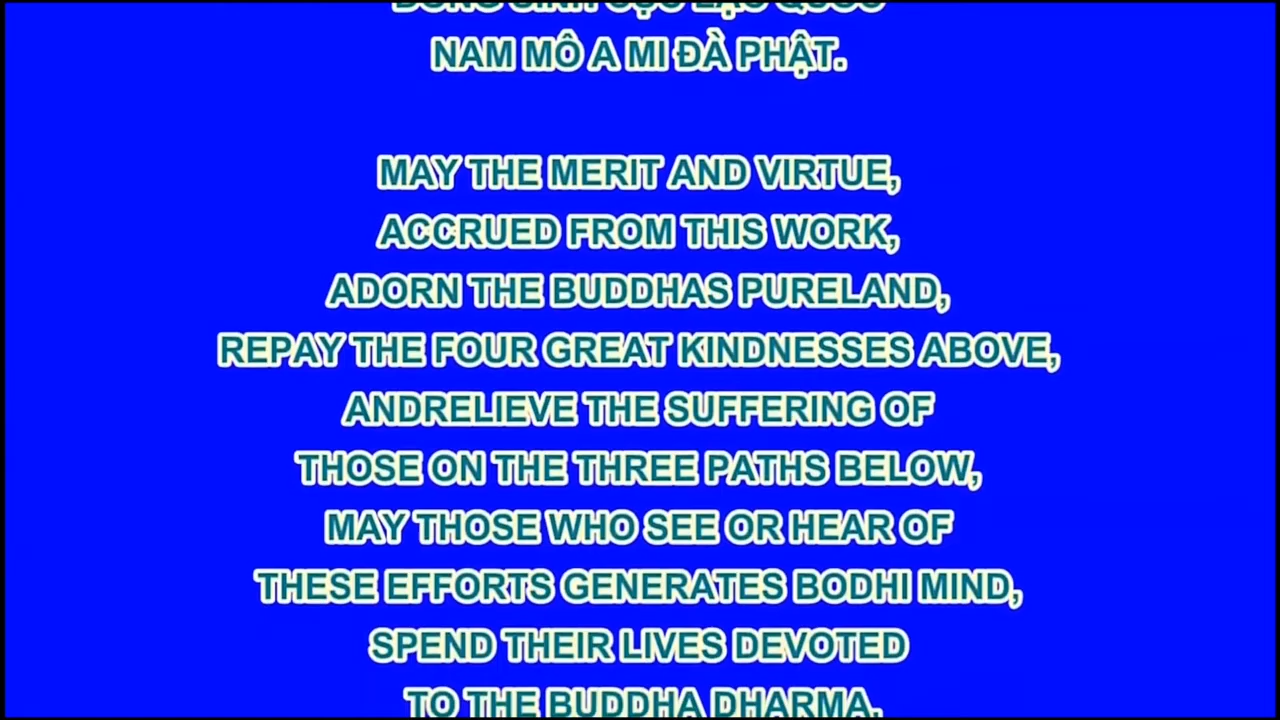 NAM MÔ A MI ĐÀ PHẬT.
MAY THE MERIT AND VIRTUE,
ACCRUED FROM THIS WORK,
ADORN THE BUDDHAS PURELAND,
REPAY THE FOUR GREAT KINDNESSES ABOVE,
ANDRELIEVE THE SUFFERING OF
THOSE ON THE THREE PATHS BELOW,
MAY THOSE WHO SEE OR HEAR OF
THESE EFFORTS GENERATES BODHI MIND,
SPEND THEIR LIVES DEVOTED
TO THE BUDDHA DHARMA.